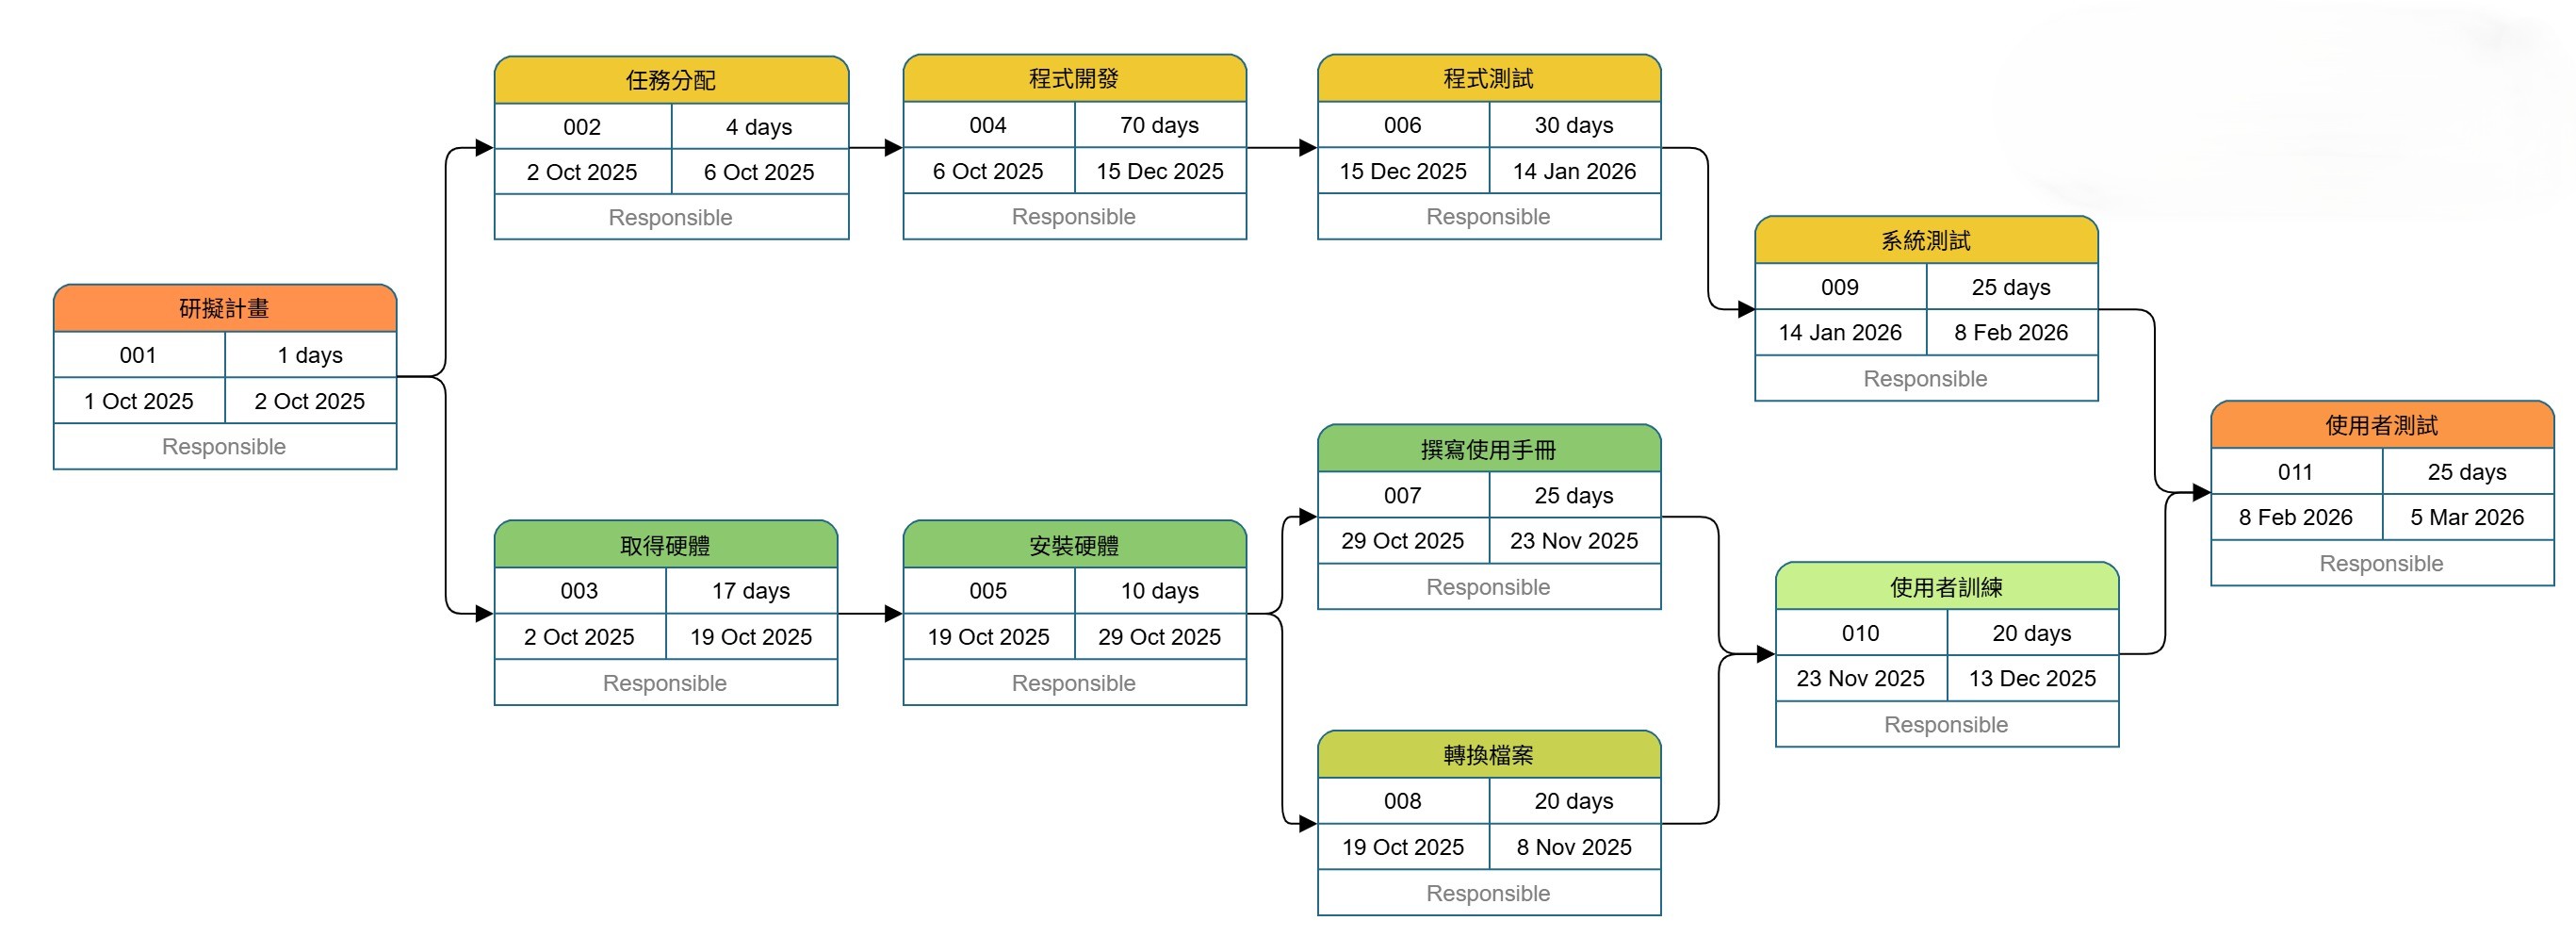 研擬計畫
001 1 days
1 Oct 2025 2 Oct 2025
Responsible
任務分配
002 4 days
2 Oct 2025 6 Oct 2025
Responsible
取得硬體
003 17 days
2 Oct 2025 19 Oct 2025
Responsible
程式開發
004 70 days
6 Oct 2025 15 Dec 2025
Responsible
安裝硬體
005 10 days
19 Oct 2025 29 Oct 2025
Responsible
程式測試
006 30 days
15 Dec 2025 14 Jan 2026
Responsible
撰寫使用手冊
007 25 days
29 Oct 2025 23 Nov 2025
Responsible
轉換檔案
008 20 days
19 Oct 2025 8 Nov 2025
Responsible
系統測試
009 25 days
14 Jan 2026 8 Feb 2026
Responsible
使用者訓練
010 20 days
23 Nov 2025 13 Dec 2025
Responsible
使用者測試
011 25 days
8 Feb 2026 5 Mar 2026
Responsible